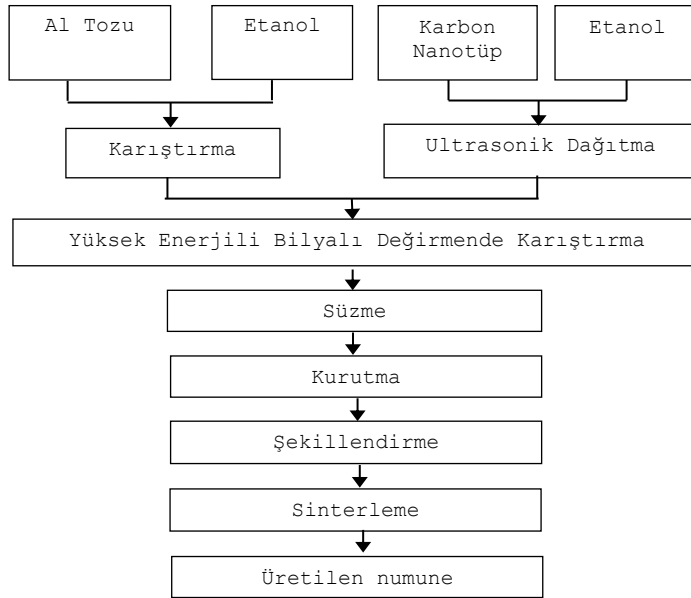 Al Tozu
Etanol
Karbon
Nanotüp
Etanol
Karıştırma
Ultrasonik Dağıtma
Yüksek Enerjili Bilyalı Değirmende Karıştırma
Süzme
Kurutma
Şekillendirme
Sinterleme
Üretilen numune